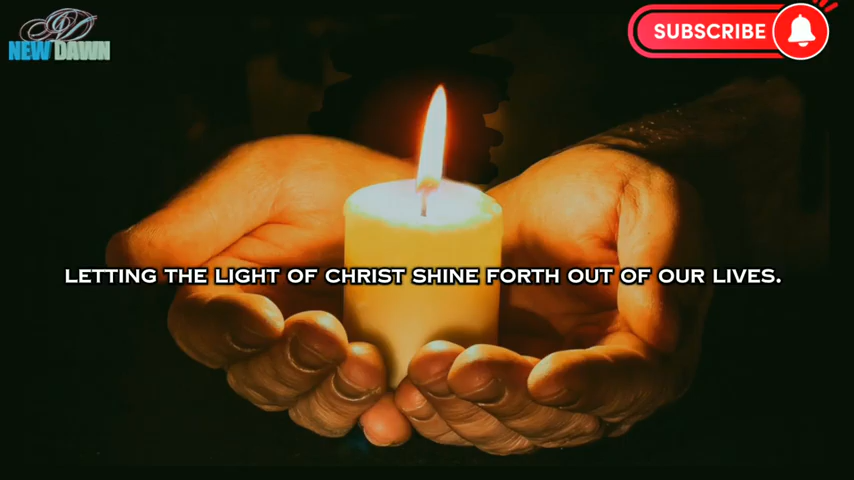 NEW DAWN
SUBSCRIBE
LETTING THE LIGHT OF CHRIST SHINE FORTH OUT OF OUR LIVES.